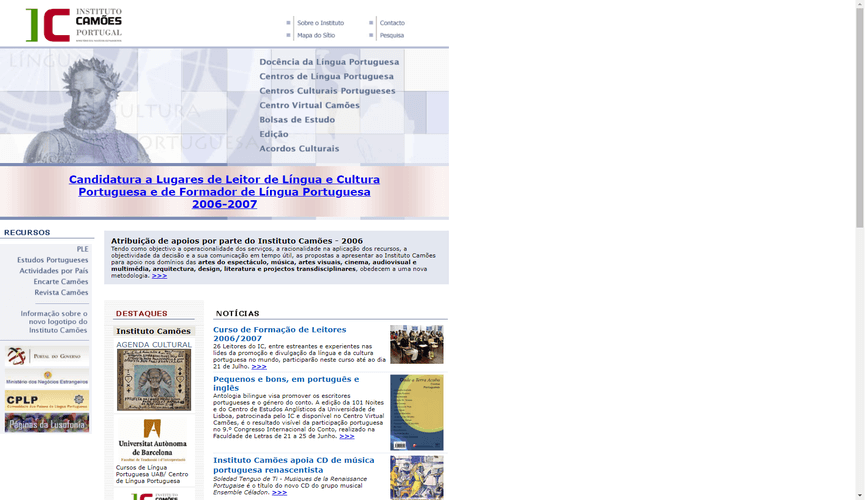 INSTITUTO
CAMÕES
PORTUGAL
Sobre o Instituto
Mapa do Sítio
Contacto
Pesquisa
LÍNGUA
CULTURA
PORTUGUESA
Docência da Língua Portuguesa
Centros de Língua Portuguesa
Centros Culturais Portugueses
Centro Virtual Camões
Bolsas de Estudo
Edição
Acordos Culturais
Candidatura a Lugares de Leitor de Língua e Cultura
Portuguesa e de Formador de Língua Portuguesa
2006-2007
RECURSOS
PLE
Estudos Portugueses
Actividades por País
Encarte Camões
Revista Camões
Informação sobre o
novo logotipo do
Instituto Camões
PORTAL DO GOVERNO
Ministério dos Negócios Estrangeiros
CPLP
Comunidade dos Países de Língua Portuguesa
Páginas da Lusofonia
Atribuição de apoios por parte do Instituto Camões - 2006
Tendo como objectivo a operacionalidade dos serviços, a racionalidade na aplicação dos recursos, a
objectividade da decisão e a sua comunicação em tempo útil, as propostas a apresentar ao Instituto Camões
para apoio nos domínios das artes do espectáculo, música, artes visuais, cinema, audiovisual e
multimédia, arquitectura, design, literatura e projectos transdisciplinares, obedecem a uma nova
metodologia. >>>
DESTAQUES
Instituto Camões
AGENDA CULTURAL
Universitat Autònoma
de Barcelona
Cursos de Língua
Portuguesa UAB/ Centro
de Língua Portuguesa
INSTITUTO
NOTÍCIAS
Curso de Formação de Leitores
2006/2007
26 Leitores do IC, entre estreantes e experientes nas
lides da promoção e divulgação da língua e da cultura
portuguesa no mundo, participarão neste curso até ao dia
21 de Julho. >>>
Pequenos e bons, em português e
inglês
Antologia bilingue visa promover os escritores
portugueses e o género do conto. A edição da 101 Noites
e do Centro de Estudos Anglísticos da Universidade de
Lisboa, patrocinada pelo IC e disponível no Centro Virtual
Camões, é o resultado visível da participação portuguesa
no 9.º Congresso Internacional do Conto, realizado na
Faculdade de Letras de 21 a 25 de Junho. >>>
Instituto Camões apoia CD de música
portuguesa renascentista
Soledad Tenguo de Ti - Musiques de la Renaissance
Portugaise é o título do novo CD do grupo musical
Ensemble Céladon. >>>